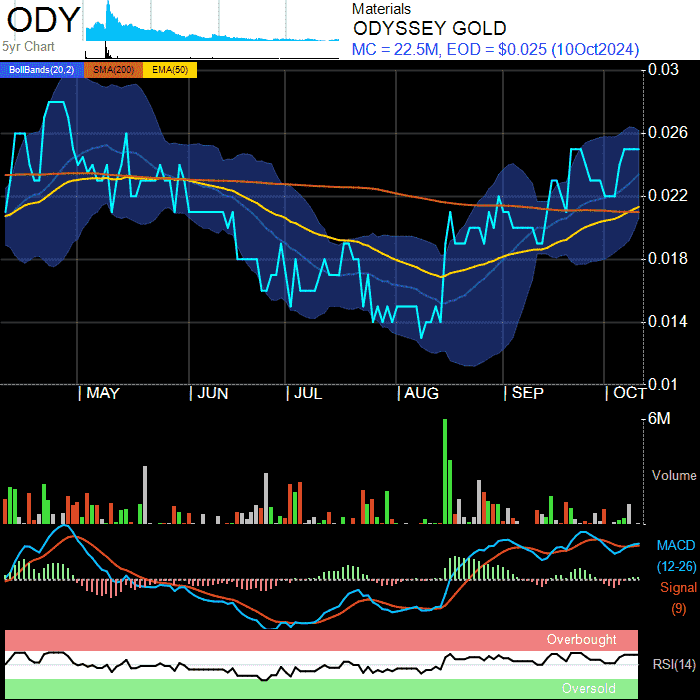 ODY
5yr Chart
Materials
ODYSSEY GOLD
MC = 22.5M, EOD = $0.025 (10Oct2024)
BollBands(20,2) SMA(200) EMA(50)
0.03
0.026
0.022
0.018
0.014
0.01
MAY JUN JUL AUG SEP OCT
6M
Volume
MACD
(12-26)
Signal
(9)
Overbought
RSI(14)
Oversold